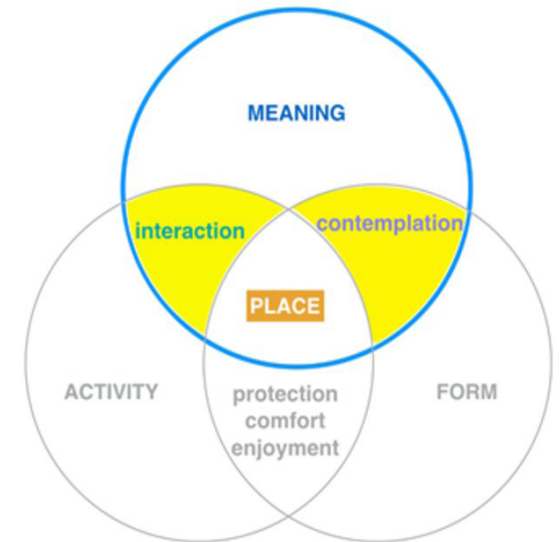 MEANING
interaction
contemplation
PLACE
ACTIVITY
protection
comfort
enjoyment
FORM